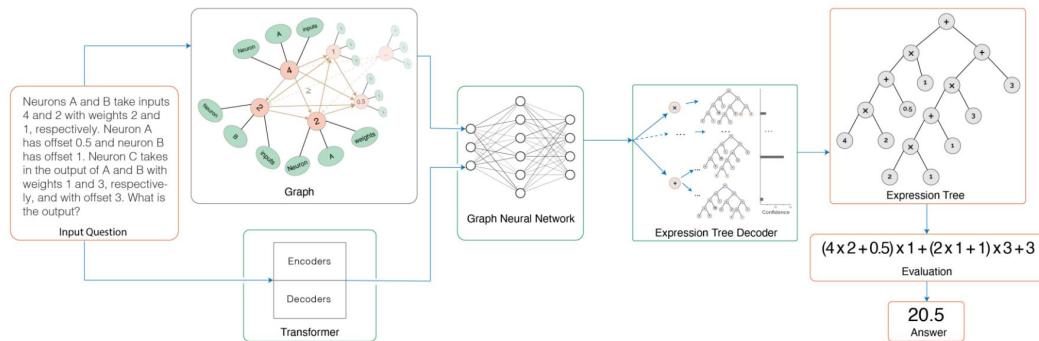 Neurons A and B take inputs
4 and 2 with weights 2 and
1, respectively. Neuron A
has offset 0.5 and neuron B
has offset 1. Neuron C takes
in the output of A and B with
weights 1 and 3, respective-
ly, and with offset 3. What is
the output?
Input Question
Neuron
A
inputs
4
1
2
2
0.5
2
...
Neuron
B
inputs
Neuron
A
weights
Graph
Encoders
Decoders
Transformer
Graph Neural Network
×
...
...
...
+
...
...
...
Confidence
Expression Tree Decoder
+
×
+
+
1
×
3
×
0.5
+
3
4
2
×
1
2
1
Expression Tree
(4 x 2 + 0.5) x 1 + (2 x 1 + 1) x 3 + 3
Evaluation
20.5
Answer